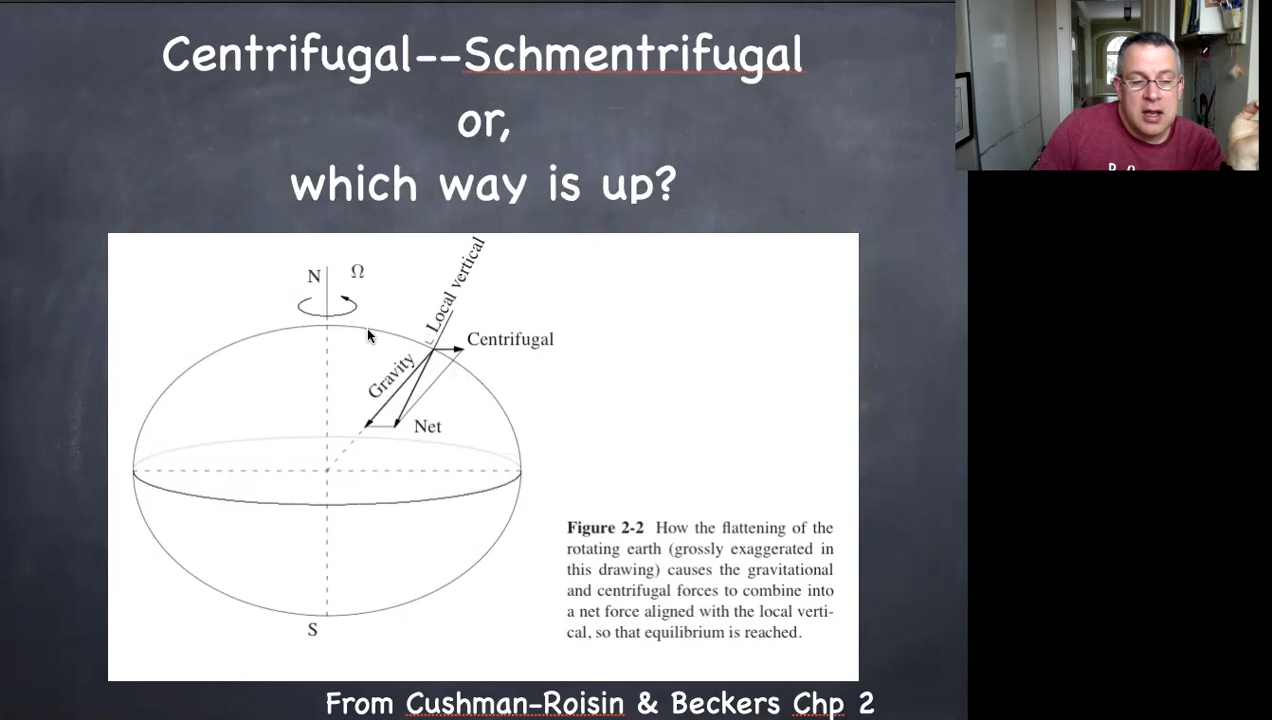 Centrifugal--Schmentrifugal
or,
which way is up?
N
Ω
Local vertical
Centrifugal
Gravity
Net
S
Figure 2-2 How the flattening of the
rotating earth (grossly exaggerated in
this drawing) causes the gravitational
and centrifugal forces to combine into
a net force aligned with the local verti-
cal, so that equilibrium is reached.
From Cushman-Roisin & Beckers Chp 2